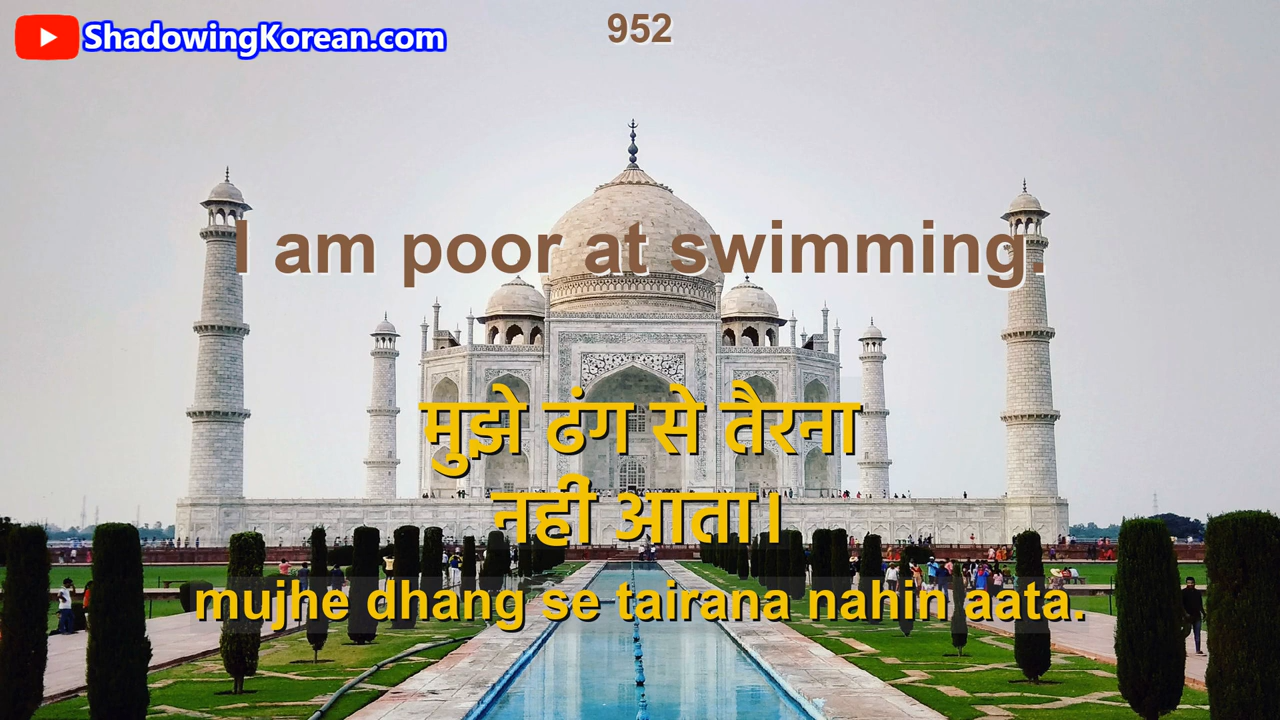 ShadowingKorean.com
952
I am poor at swimming.
मुझे ढंग से तैरना
नहीं आता।
mujhe dhang se tairana nahin aata.